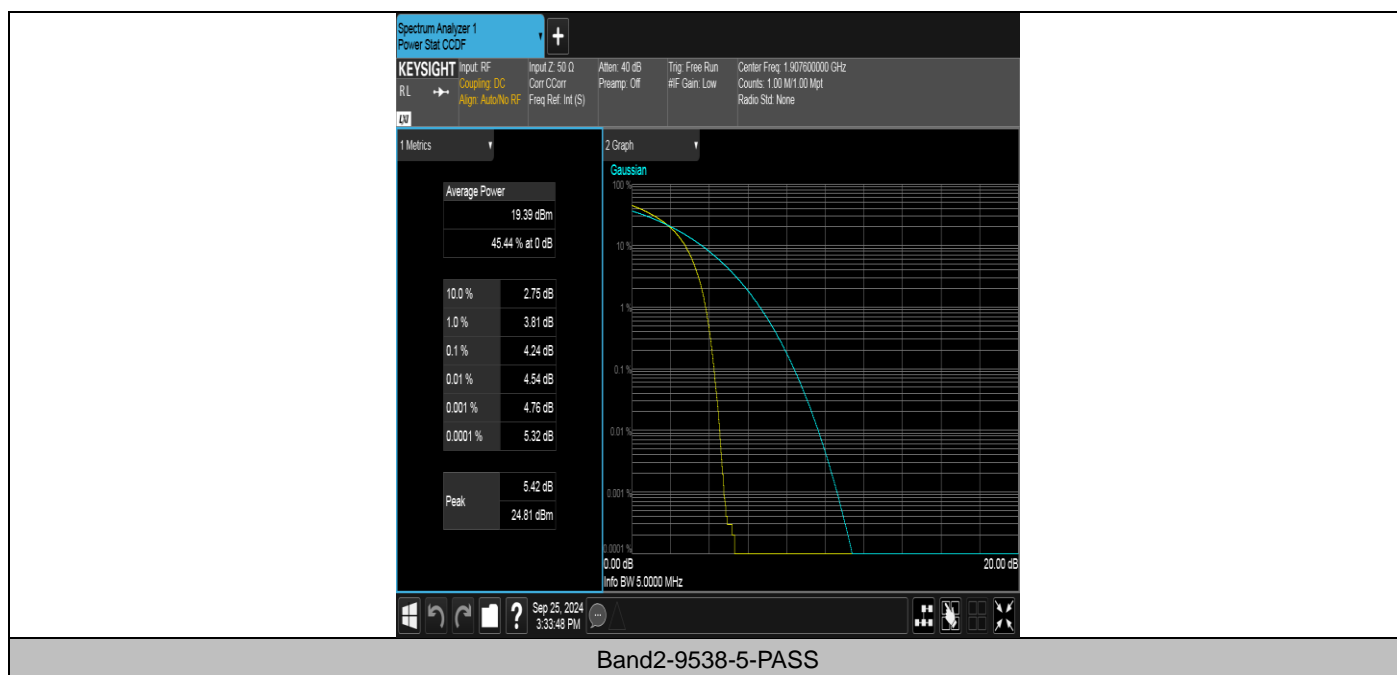 Spectrum Analyzer 1
Power Stat CCDF
+
KEYSIGHT
RL
LXI
Input: RF
Coupling: DC
Align: Auto/No RF
Input Z: 50 Ω
Corr CCorr
Freq Ref: Int (S)
Atten: 40 dB
Preamp: Off
Trig: Free Run
#IF Gain: Low
Center Freq: 1.907600000 GHz
Counts: 1.00 M/1.00 Mpt
Radio Std: None
1 Metrics
Average Power
19.39 dBm
45.44 % at 0 dB
10.0 % 2.75 dB
1.0 % 3.81 dB
0.1 % 4.24 dB
0.01 % 4.54 dB
0.001 % 4.76 dB
0.0001 % 5.32 dB
Peak
5.42 dB
24.81 dBm
2 Graph
Gaussian
100 %
10 %
1 %
0.1 %
0.01 %
0.001 %
0.0001 %
0.00 dB 20.00 dB
Info BW 5.0000 MHz
?
Sep 25, 2024
3:33:48 PM
Band2-9538-5-PASS